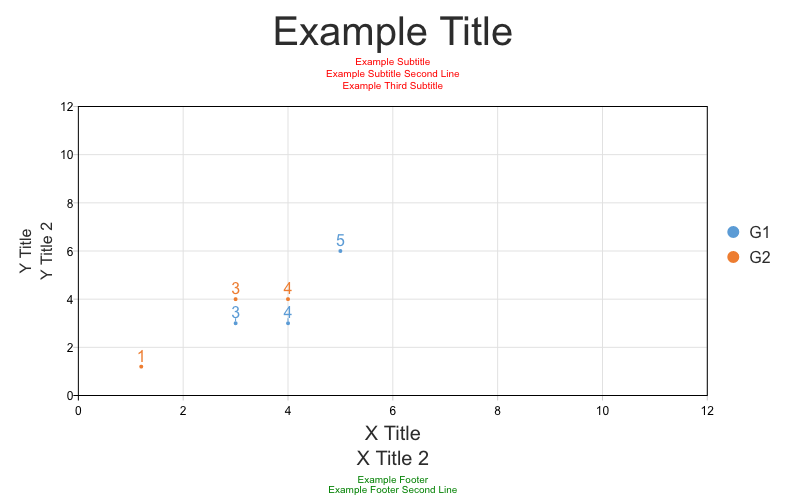 Example Title
Example Subtitle
Example Subtitle Second Line
Example Third Subtitle
12
10
8
6
4
2
0
Y Title
Y Title 2
5
3
4
3
4
1
G1
G2
0
2
4
6
8
10
12
X Title
X Title 2
Example Footer
Example Footer Second Line